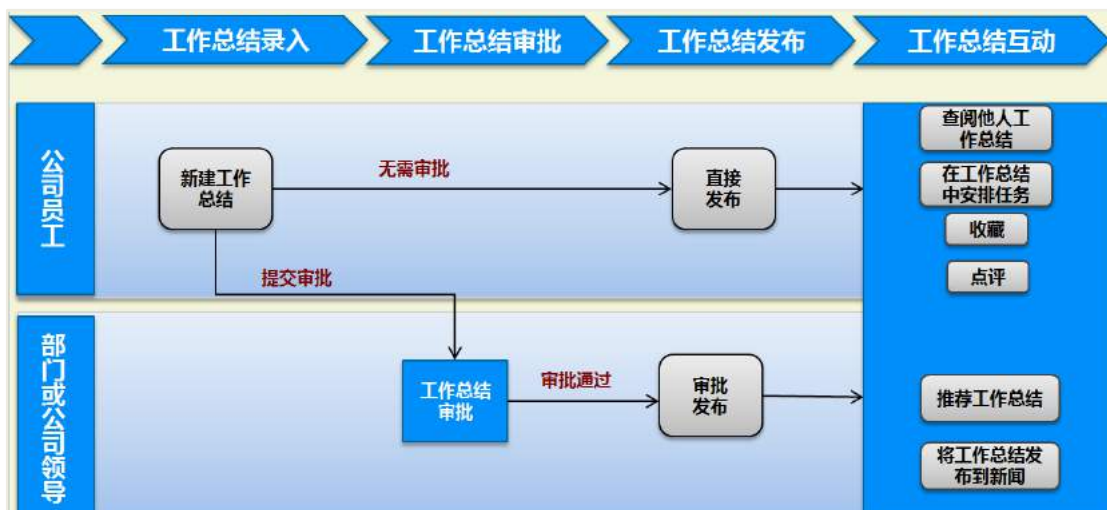 工作总结录入
工作总结审批
工作总结发布
工作总结互动
公司员工
新建工作
总结
无需审批
直接
发布
提交审批
查阅他人工
作总结
在工作总结
中安排任务
收藏
点评
部门或公司领导
工作总结
审批
审批通过
审批
发布
推荐工作总结
将工作总结发
布到新闻